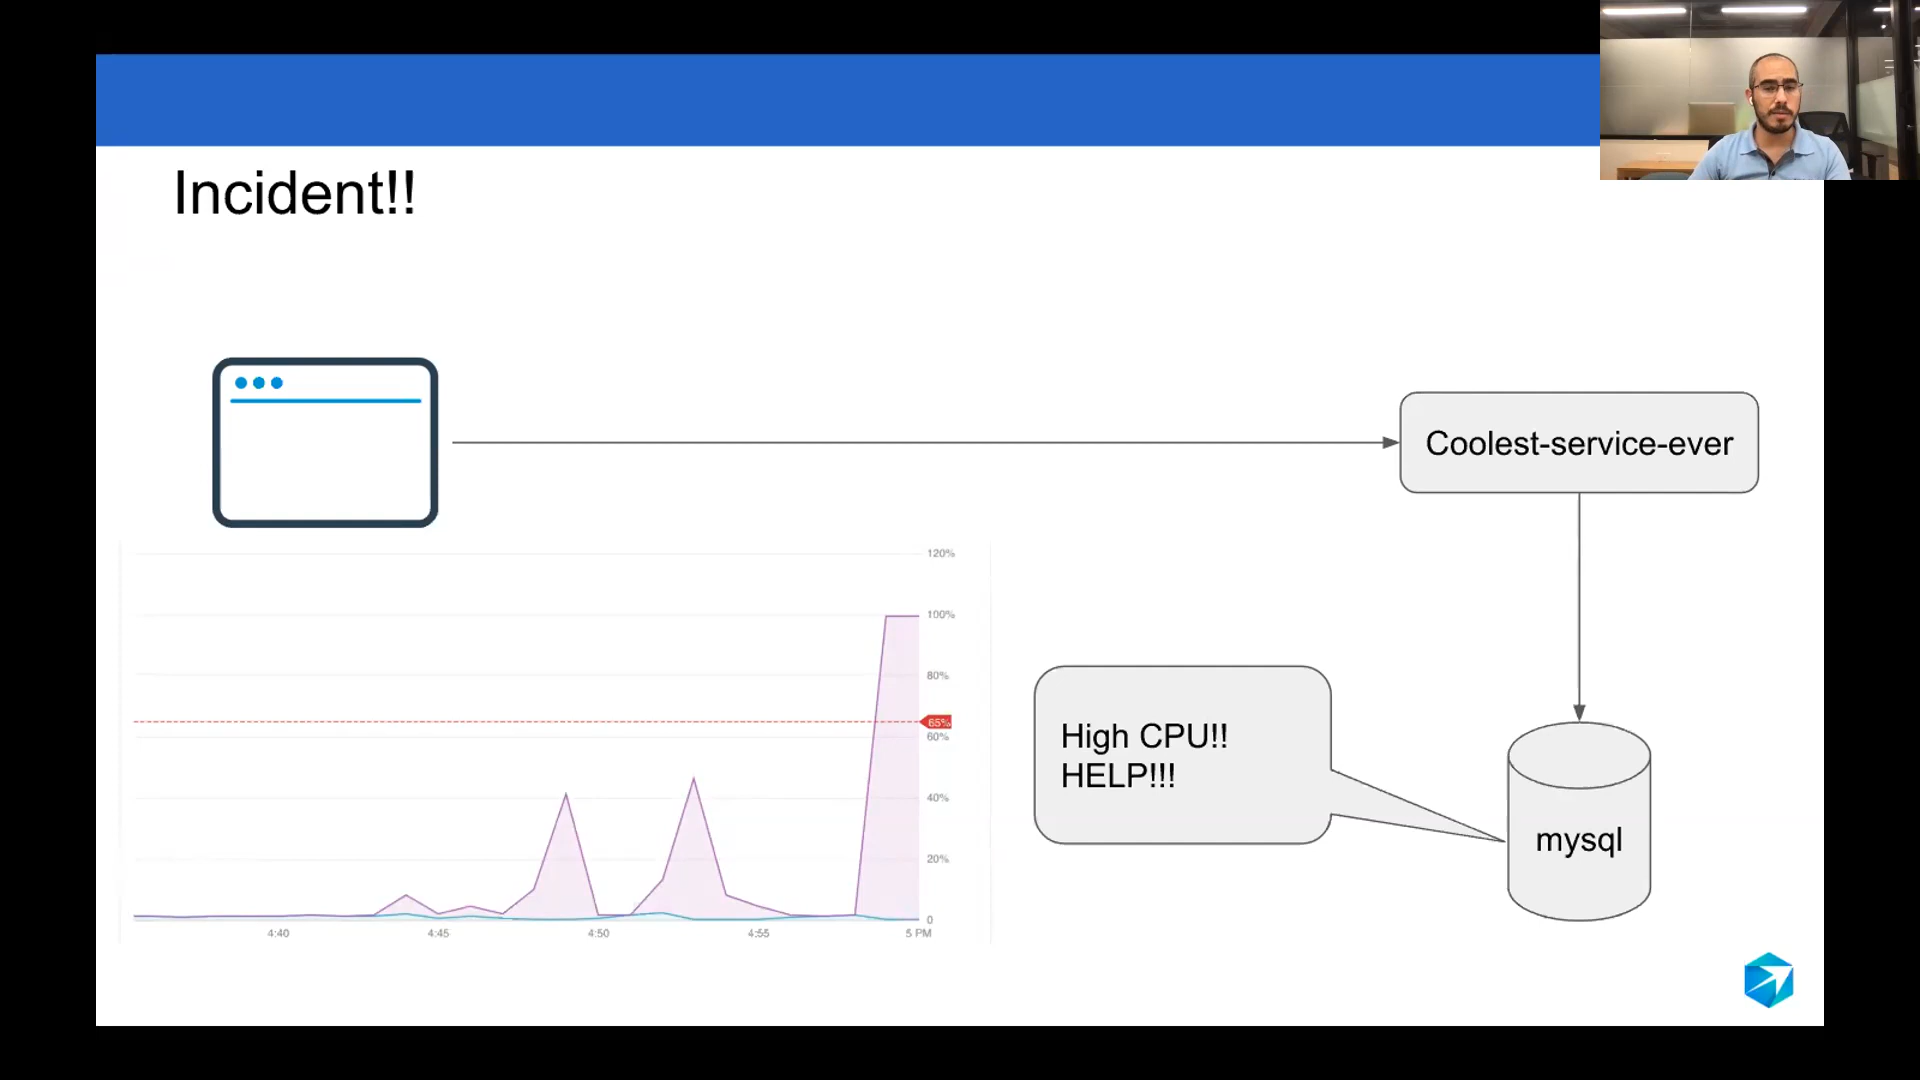 Incident!!
Coolest-service-ever
120%
100%
80%
65%
60%
40%
20%
0
4:40
4:45
4:50
4:55
5 PM
High CPU!!
HELP!!!
mysql